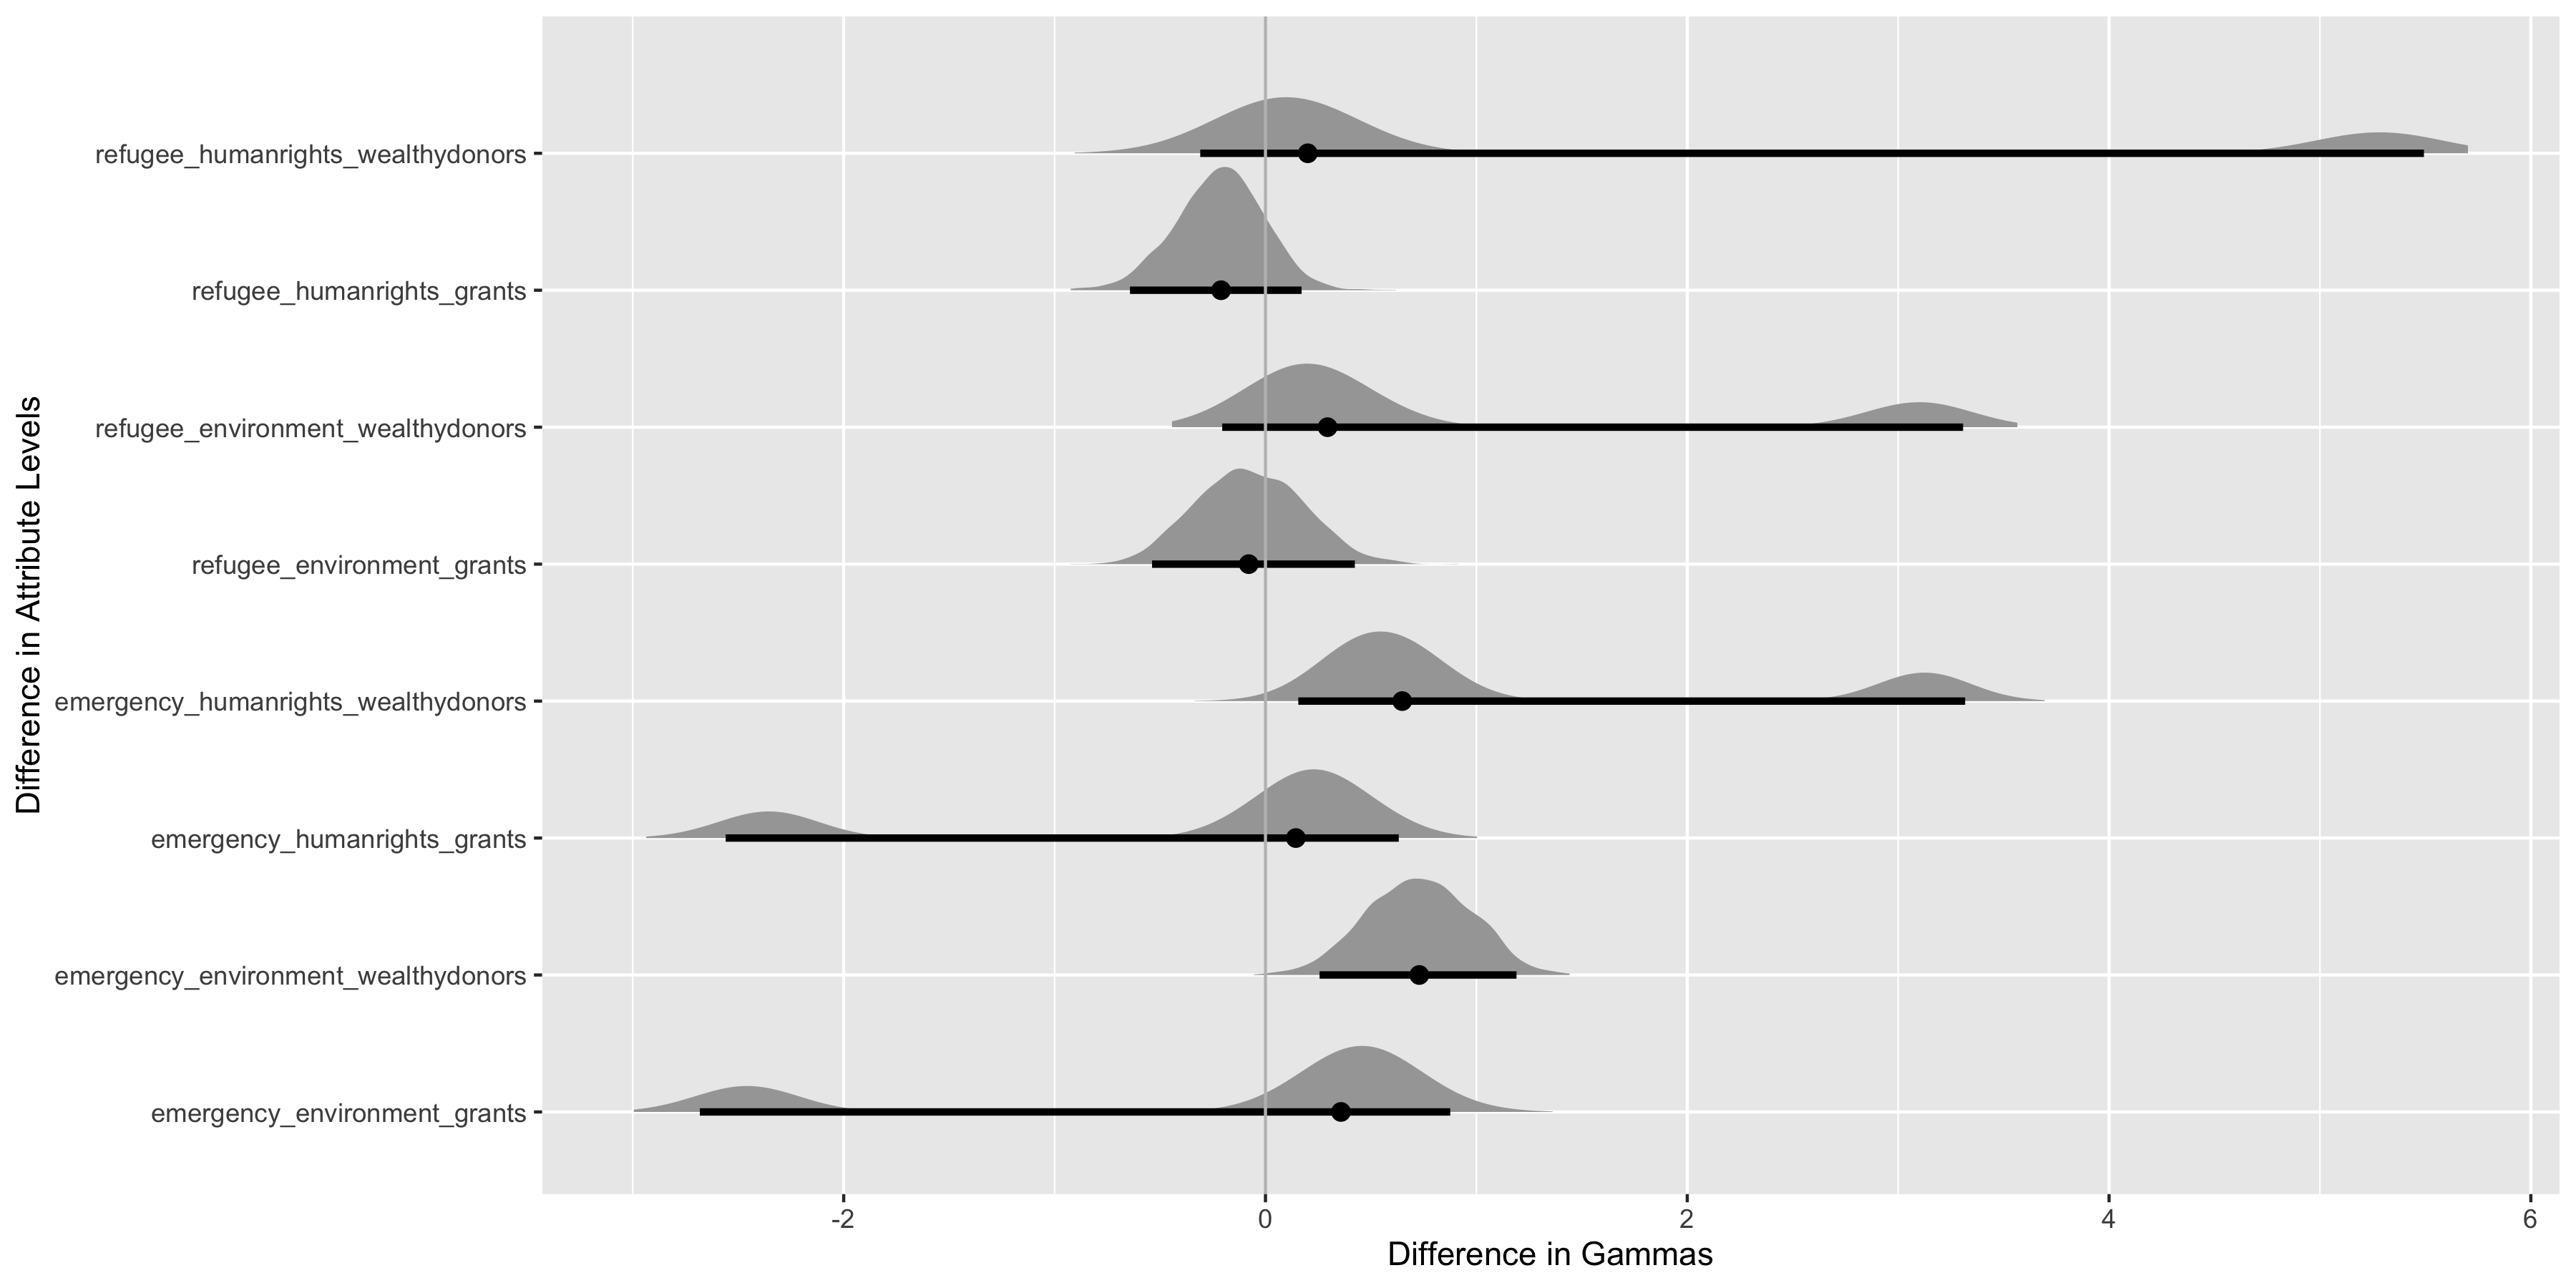 Difference in Attribute Levels
refugee_humanrights_wealthydonors
refugee_humanrights_grants
refugee_environment_wealthydonors
refugee_environment_grants
emergency_humanrights_wealthydonors
emergency_humanrights_grants
emergency_environment_wealthydonors
emergency_environment_grants
-2 0 2 4 6
Difference in Gammas